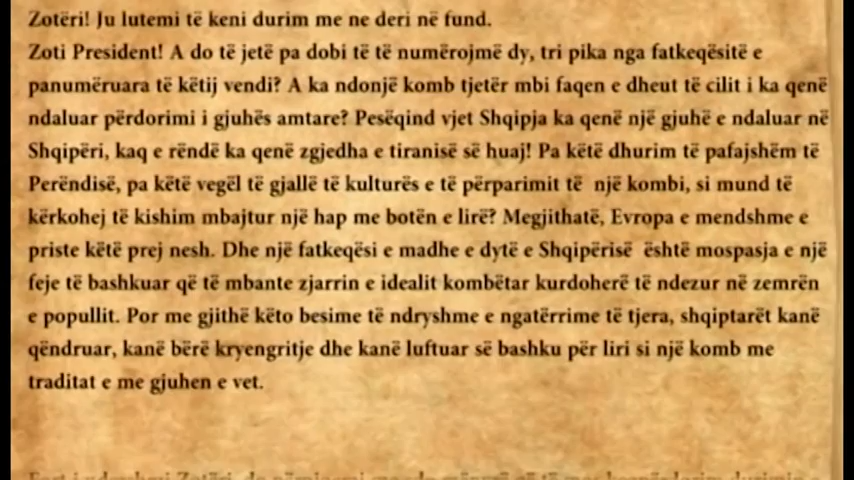 Zotëri! Ju lutemi të keni durim me ne deri në fund.
Zoti President! A do të jetë pa dobi të të numërojmë dy, tri pika nga fatkeqësitë e
panumëruara të këtij vendi? A ka ndonjë komb tjetër mbi faqen e dheut të cilit i ka qenë
ndaluar përdorimi i gjuhës amtare? Pesëqind vjet Shqipja ka qenë një gjuhë e ndaluar në
Shqipëri, kaq e rëndë ka qenë zgjedha e tiranisë së huaj! Pa këtë dhurim të pafajshëm të
Perëndisë, pa këtë vegël të gjallë të kulturës e të përparimit të një kombi, si mund të
kërkohej të kishim mbajtur një hap me botën e lirë? Megjithatë, Evropa e mendshme e
priste këtë prej nesh. Dhe një fatkeqësi e madhe e dytë e Shqipërisë është mospasja e një
feje të bashkuar që të mbante zjarrin e idealit kombëtar kurdoherë të ndezur në zemrën
e popullit. Por me gjithë këto besime të ndryshme e ngatërrime të tjera, shqiptarët kanë
qëndruar, kanë bërë kryengritje dhe kanë luftuar së bashku për liri si një komb me
traditat e me gjuhen e vet.